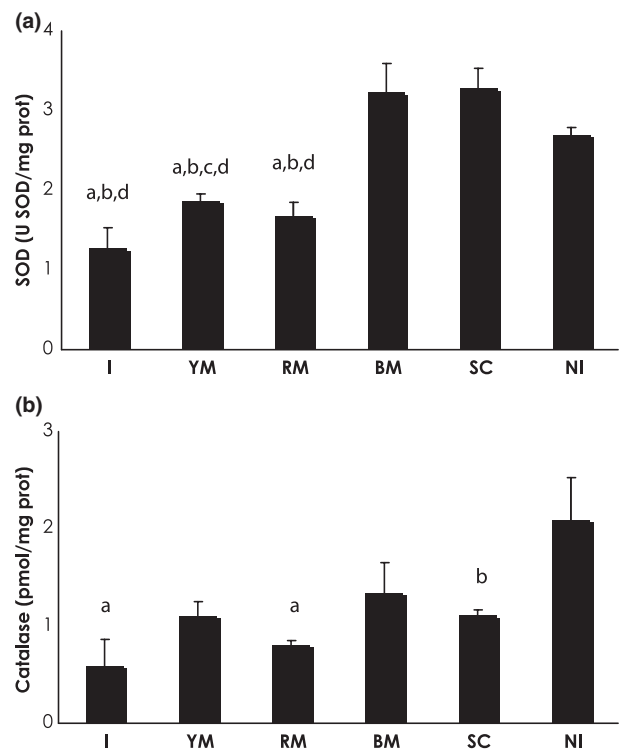 (a)
4
3
2
1
0
SOD (U SOD/mg prot)
a,b,d
a,b,c,d
a,b,d
I YM RM BM SC NI
(b)
3
2
1
0
Catalase (pmol/mg prot)
a
a
b
I YM RM BM SC NI